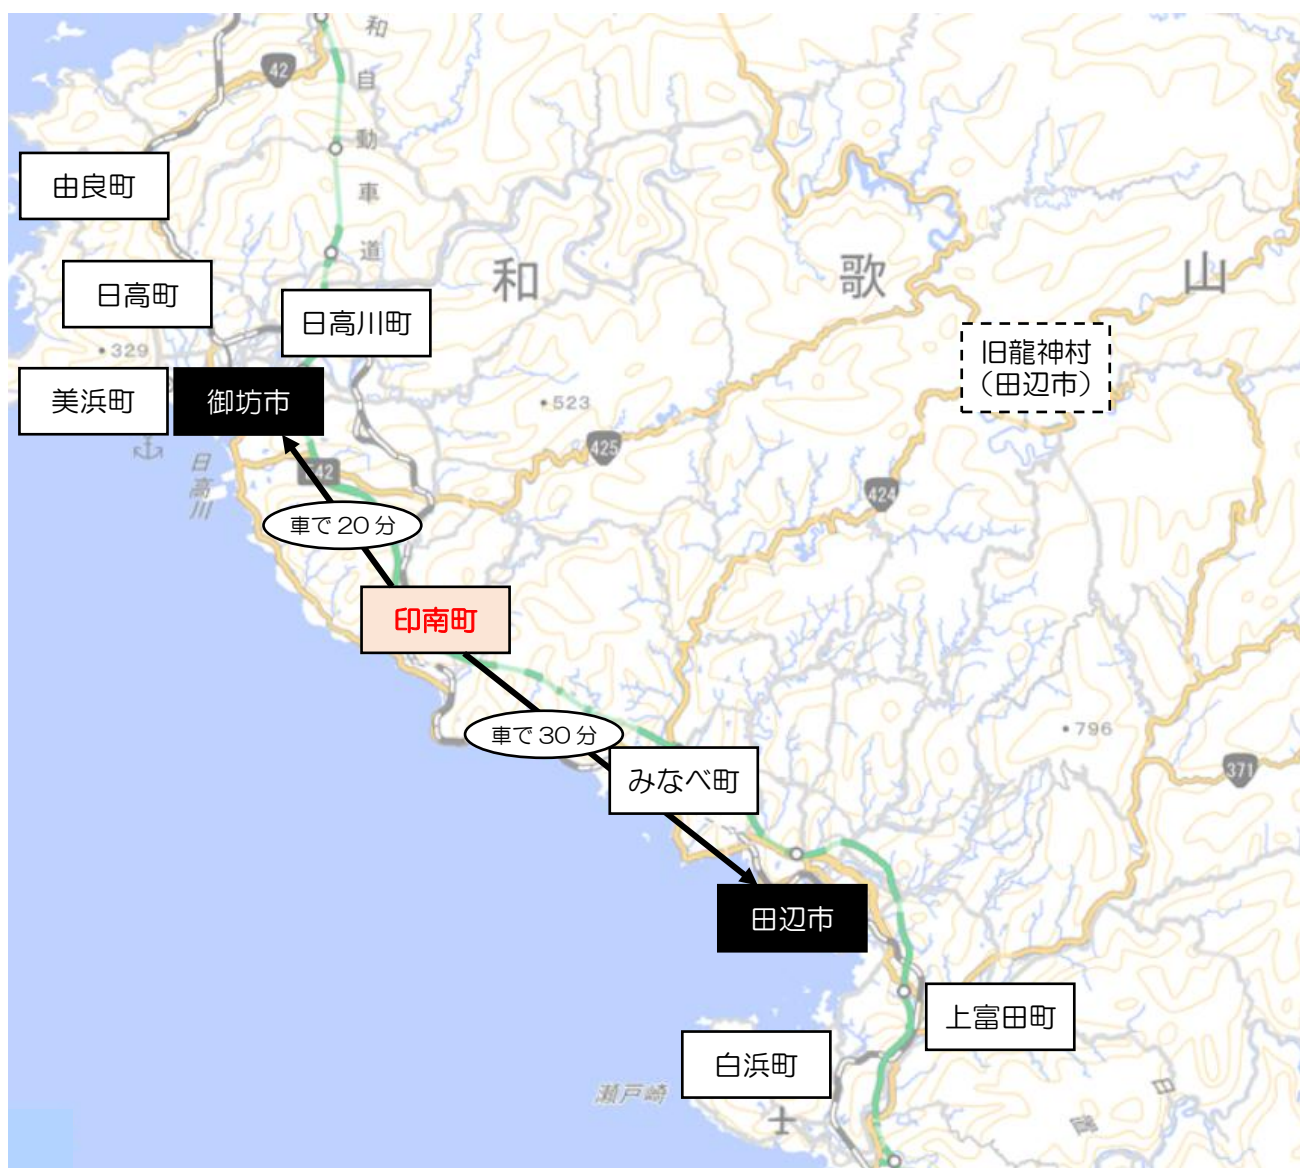 和
42
自
動
車
道
由良町
和
歌
山
日高町
日高川町
旧龍神村
（田辺市）
・329
美浜町
御坊市
・523
425
日高川
42
424
車で20分
印南町
車で30分
・796
みなべ町
371
田辺市
上富田町
白浜町
瀬戸崎
日